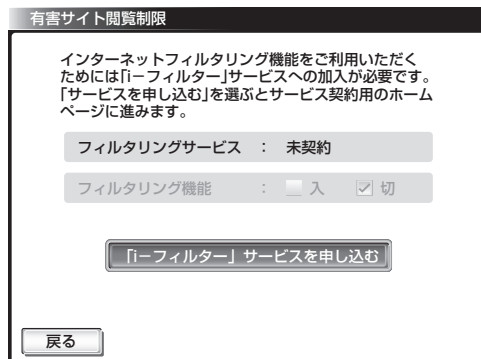 有害サイト閲覧制限
インターネットフィルタリング機能をご利用いただく
ためには「i－フィルター」サービスへの加入が必要です。
「サービスを申し込む」を選ぶとサービス契約用のホーム
ページに進みます。
フィルタリングサービス ： 未契約
フィルタリング機能 ： 入 切
「i－フィルター」サービスを申し込む
戻る